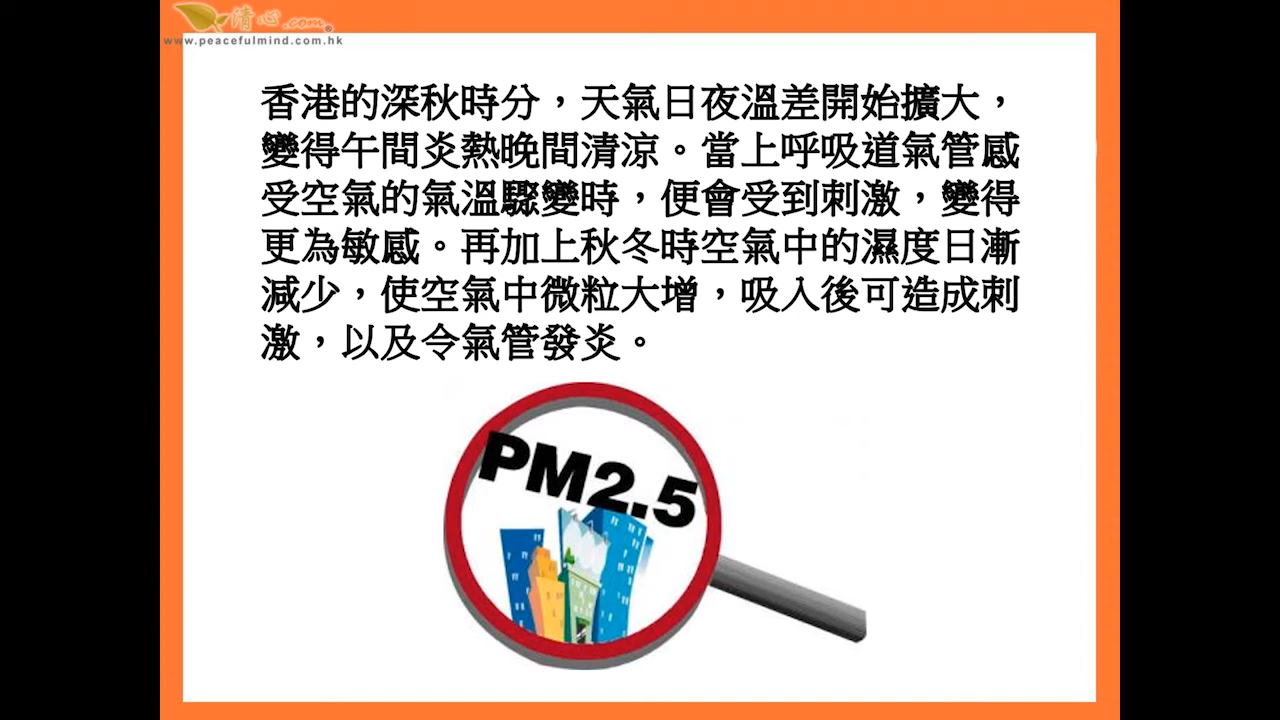 清心.com
www.peacefulmind.com.hk
香港的深秋時分，天氣日夜溫差開始擴大，
變得午間炎熱晚間清涼。當上呼吸道氣管感
受空氣的氣溫驟變時，便會受到刺激，變得
更為敏感。再加上秋冬時空氣中的濕度日漸
減少，使空氣中微粒大增，吸入後可造成刺
激，以及令氣管發炎。
PM2.5